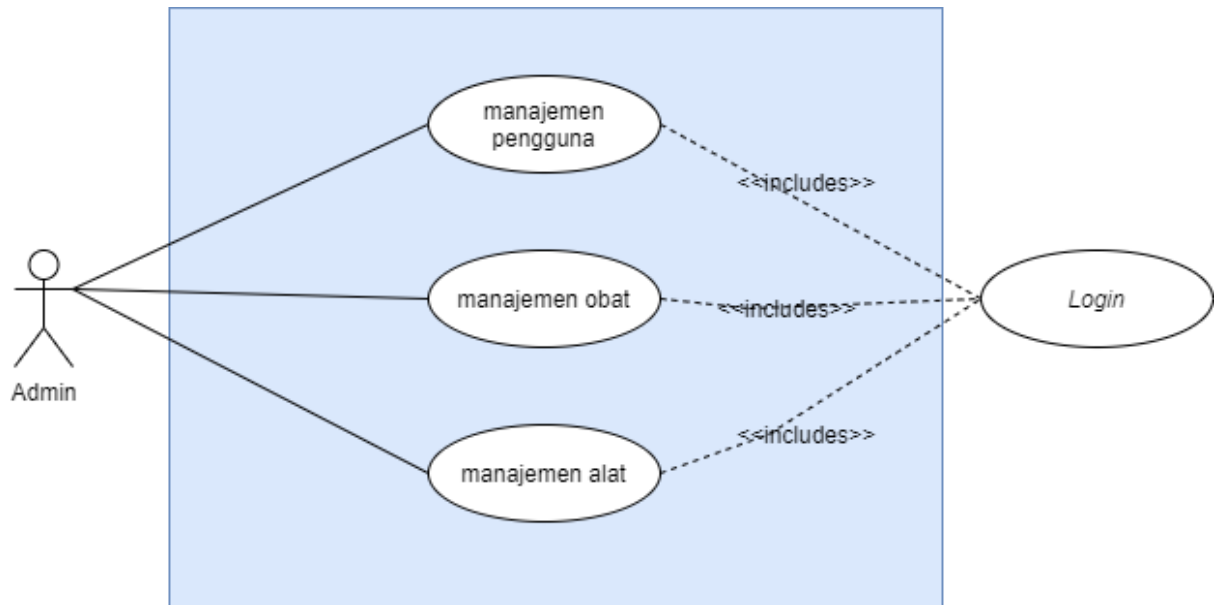 manajemen
pengguna
<<includes>>
manajemen obat
<<includes>>
Login
Admin
<<includes>>
manajemen alat